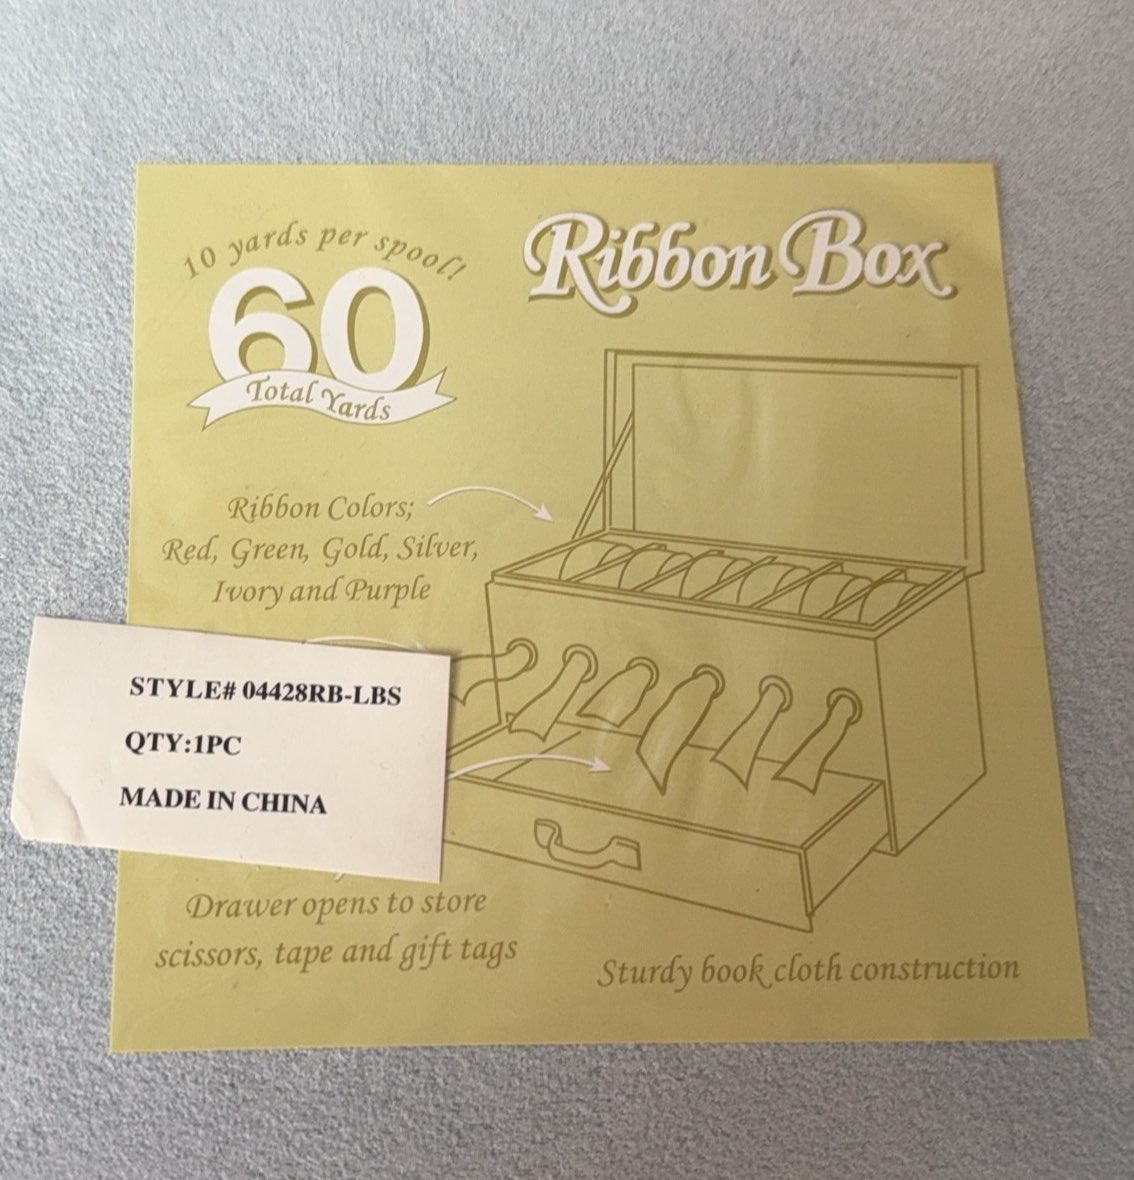 10 yards per spool!
60
Total Yards
Ribbon Box
Ribbon Colors;
Red, Green, Gold, Silver,
Ivory and Purple
STYLE# 04428RB-LBS
QTY:1PC
MADE IN CHINA
Drawer opens to store
scissors, tape and gift tags
Sturdy book cloth construction